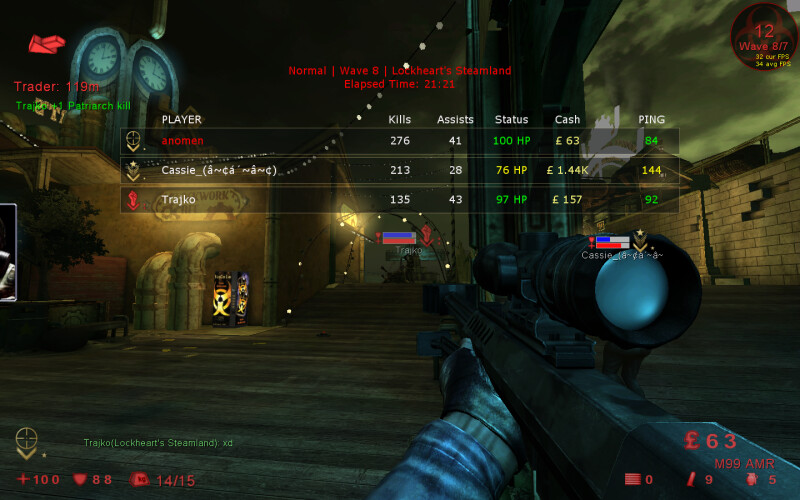 12
Wave 8/7
32 cur FPS
34 avg FPS
Normal | Wave 8 | Lockheart's Steamland
Elapsed Time: 21:21
Trader: 119m
Trajko +1 Patriarch kill
PLAYER Kills Assists Status Cash PING
anomen 276 41 100 HP £ 63 84
Cassie_(â~¢â´~â~¢) 213 28 76 HP £ 1.44K 144
Trajko 135 43 97 HP £ 157 92
Trajko
Cassie_(â~¢â´~â~
Trajko(Lockheart's Steamland): xd
£ 63
M99 AMR
100 88 14/15 0 9 5